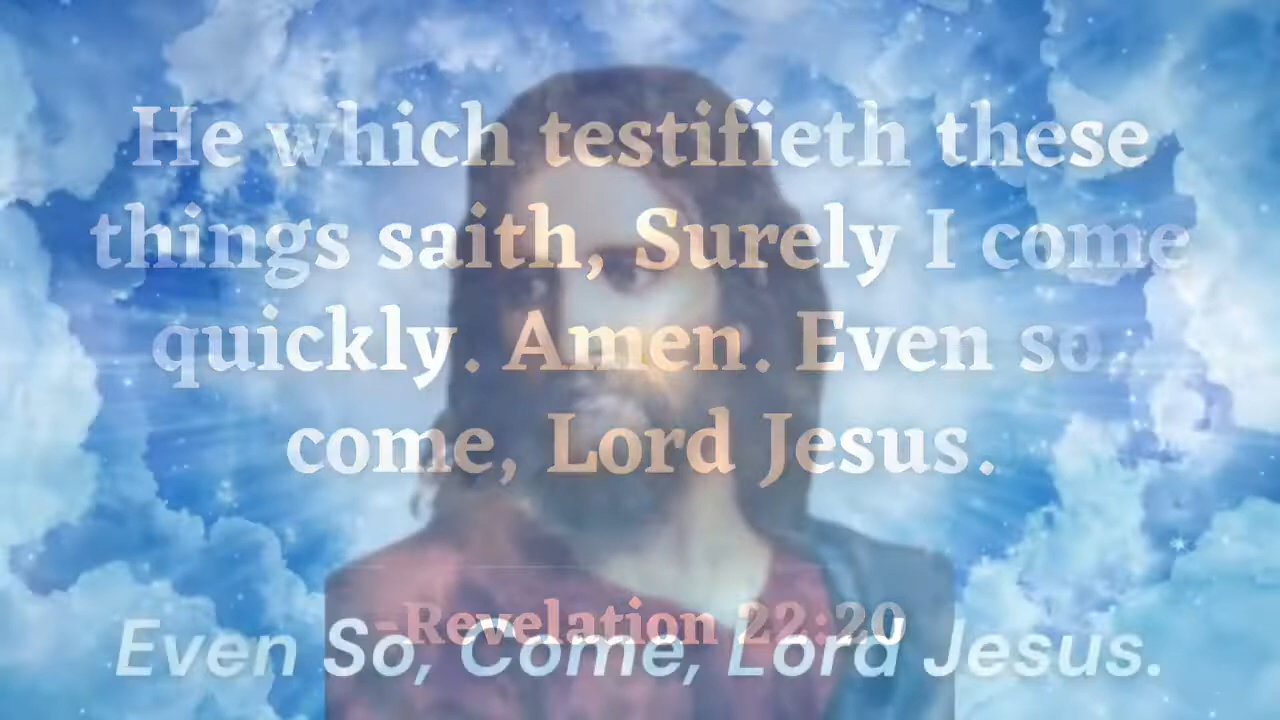 He which testifieth these
things saith, Surely I come
quickly. Amen. Even so
come, Lord Jesus.
-Revelation 22:20
Even So, Come, Lord Jesus.